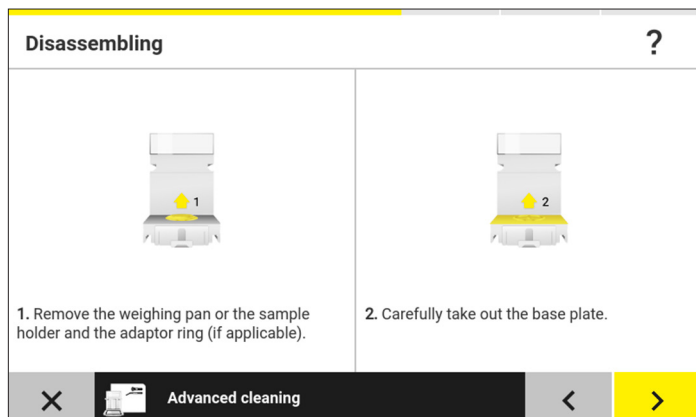 Disassembling
?
1
2
1. Remove the weighing pan or the sample
holder and the adaptor ring (if applicable).
2. Carefully take out the base plate.
Advanced cleaning